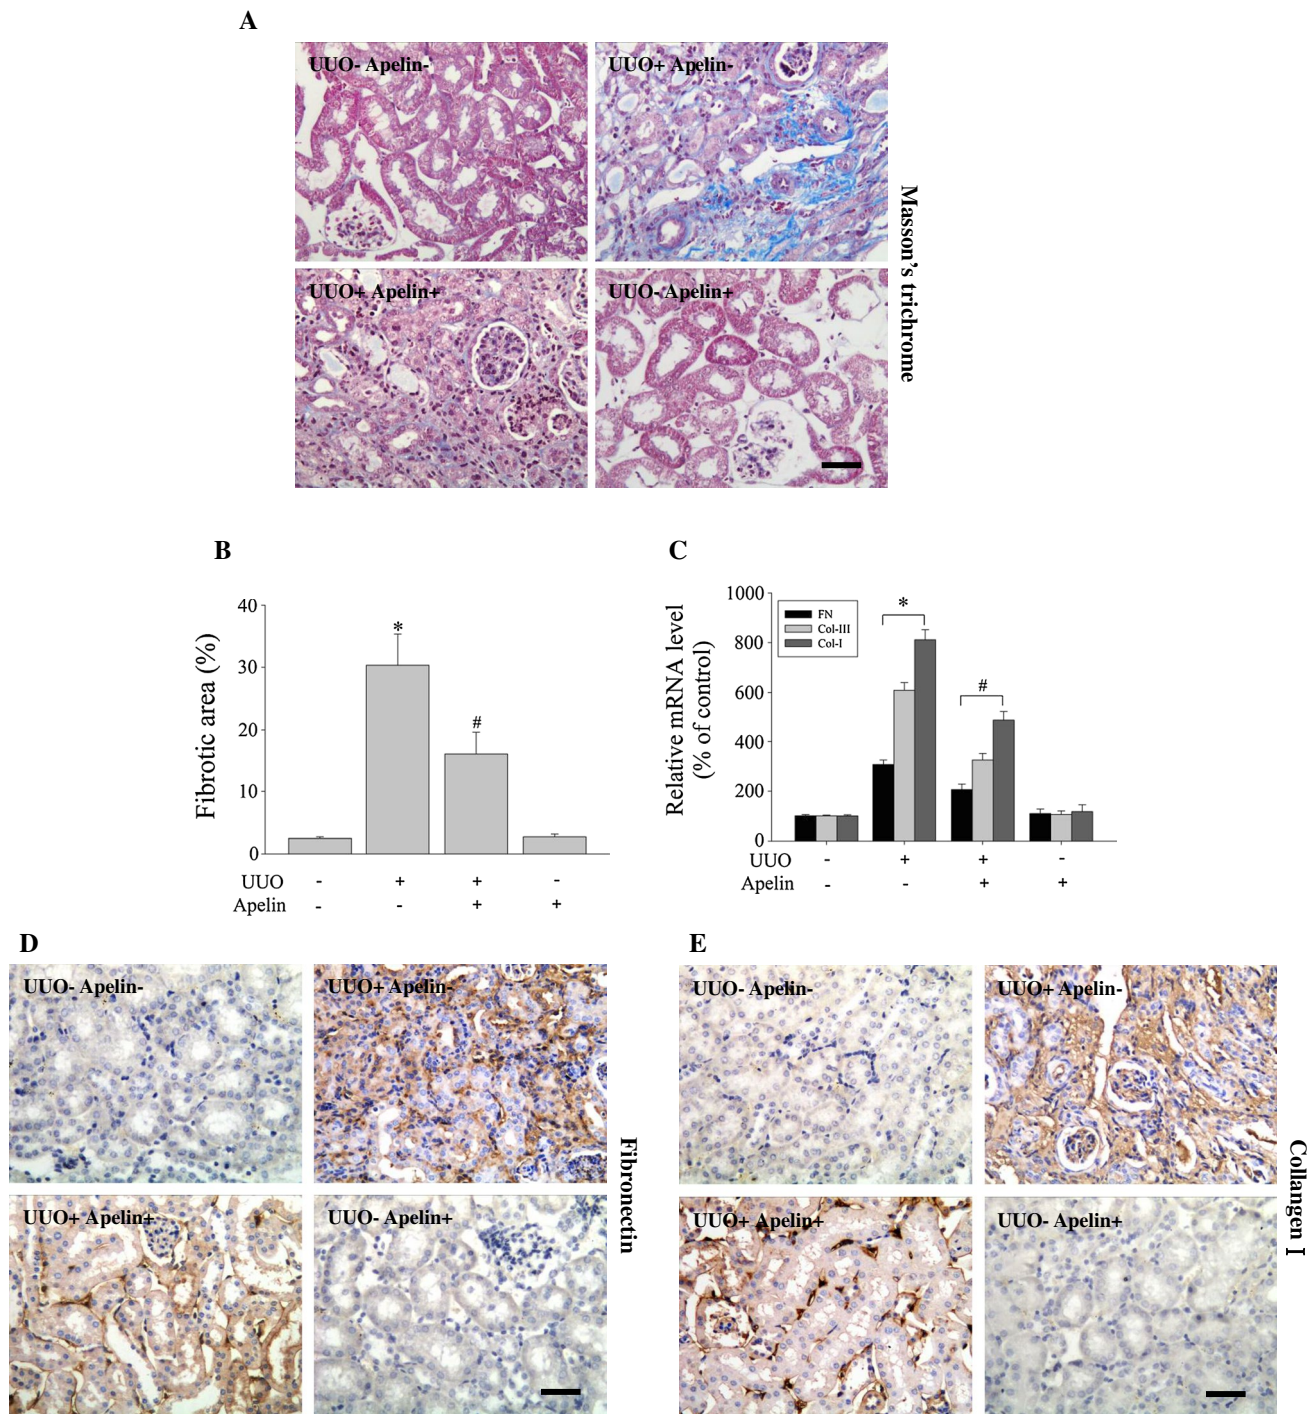 A
UUO- Apelin-
UUO+ Apelin-
UUO+ Apelin+
UUO- Apelin+
Masson's trichrome
B
40
30
20
10
0
Fibrotic area (%)
*
#
UUO - + + -
Apelin - - + +
C
1000
800
600
400
200
0
Relative mRNA level
(% of control)
FN
Col-III
Col-I
*
#
UUO - + + -
Apelin - - + +
D
UUO- Apelin-
UUO+ Apelin-
UUO+ Apelin+
UUO- Apelin+
Fibronectin
E
UUO- Apelin-
UUO+ Apelin-
UUO+ Apelin+
UUO- Apelin+
Collangen I